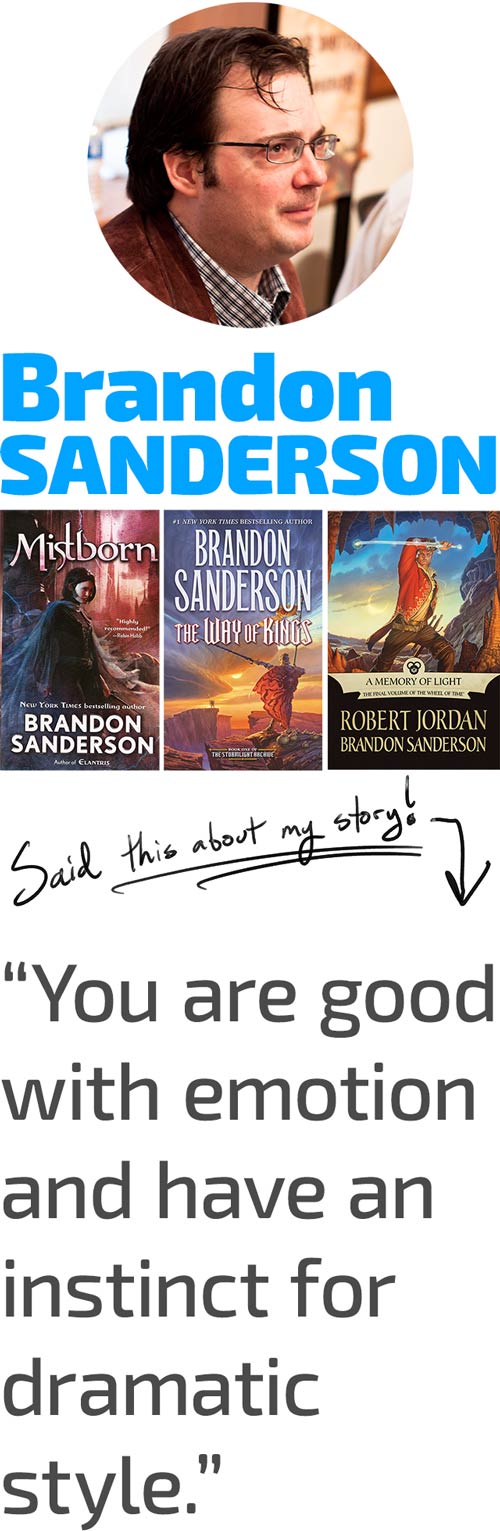 Brandon
SANDERSON
Mistborn
"Highly
recommended!"
—Robin Hobb
NEW YORK TIMES bestselling author
BRANDON
SANDERSON
Author of ELANTRIS
#1 NEW YORK TIMES BESTSELLING AUTHOR
BRANDON
SANDERSON
THE WAY OF KINGS
BOOK ONE OF
THE STORMLIGHT ARCHIVE
A MEMORY OF LIGHT
THE FINAL VOLUME OF THE WHEEL OF TIME
ROBERT JORDAN
BRANDON SANDERSON
Said this about my story!
“You are good
with emotion
and have an
instinct for
dramatic
style.”